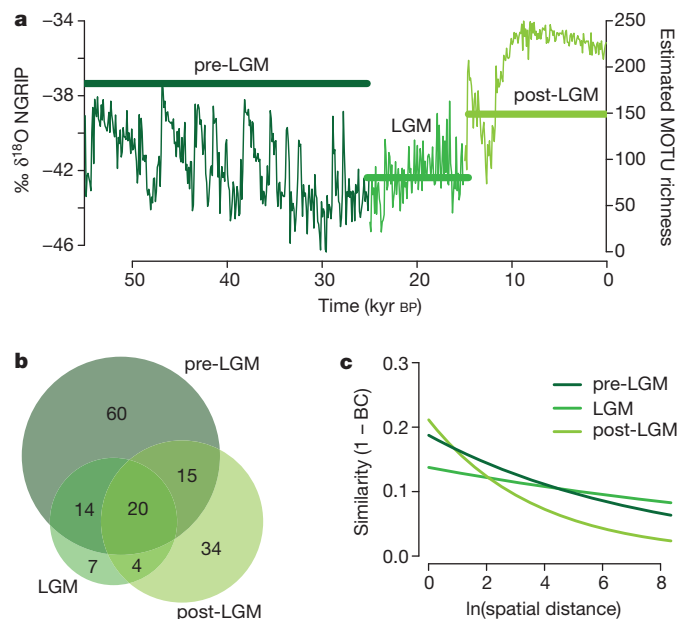 a
−34
−38
−42
−46
‰ δ18O NGRIP
pre-LGM
LGM
post-LGM
250
200
150
100
50
0
Estimated MOTU richness
50 40 30 20 10 0
Time (kyr BP)
b
pre-LGM
60
15
14 20
34
7 4
LGM
post-LGM
c
0.3
0.2
0.1
0.0
Similarity (1 − BC)
pre-LGM
LGM
post-LGM
0 2 4 6 8
ln(spatial distance)